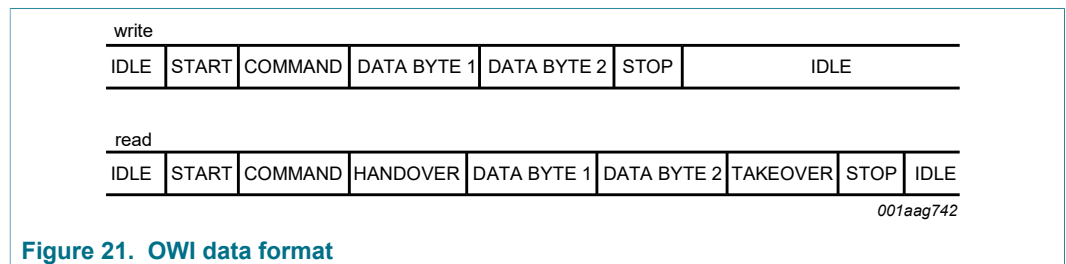 write
IDLE START COMMAND DATA BYTE 1 DATA BYTE 2 STOP IDLE
read
IDLE START COMMAND HANDOVER DATA BYTE 1 DATA BYTE 2 TAKEOVER STOP IDLE
001aag742
Figure 21. OWI data format